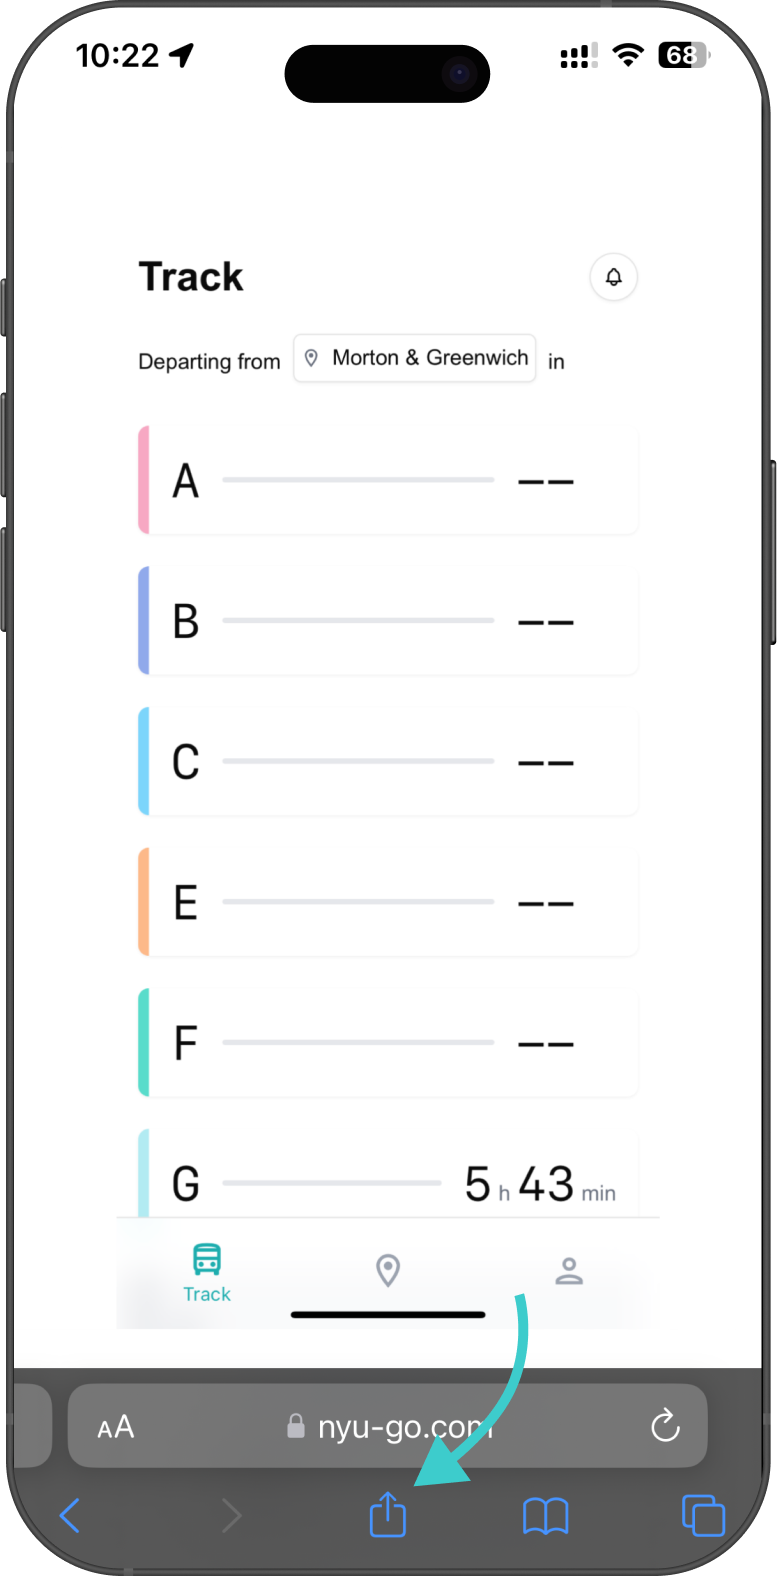 10:22 68
Track
Departing from Morton & Greenwich in
A --
B --
C --
E --
F --
G 5 h 43 min
Track
AA nyu-go.com